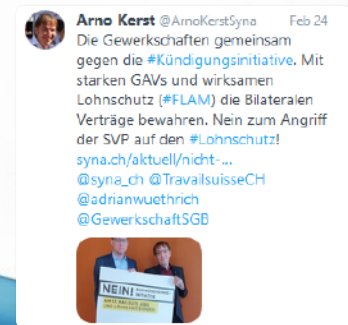 Arno Kerst @ArnoKerstSyna Feb 24
Die Gewerkschaften gemeinsam
gegen die #Kündigungsinitiative. Mit
starken GAVs und wirksamen
Lohnschutz (#FLAM) die Bilateralen
Verträge bewahren. Nein zum Angriff
der SVP auf den #Lohnschutz!
syna.ch/aktuell/nicht-...
@syna_ch @TravailsuisseCH
@adrianwuethrich
@GewerkschaftSGB
NEIN!